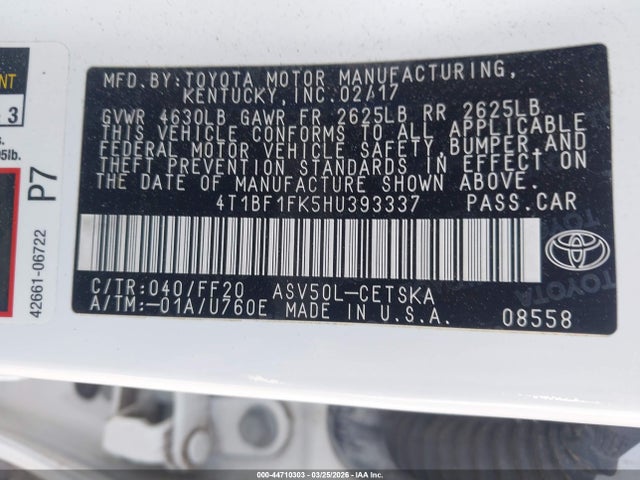 MFD.BY:TOYOTA MOTOR MANUFACTURING,
KENTUCKY, INC.02/17
GVWR 4630LB GAWR FR 2625LB RR 2625LB
THIS VEHICLE CONFORMS TO ALL APPLICABLE
FEDERAL MOTOR VEHICLE SAFETY, BUMPER,AND
THEFT PREVENTION STANDARDS IN EFFECT ON
THE DATE OF MANUFACTURE SHOWN ABOVE.
4T1BF1FK5HU393337 PASS.CAR
TOYOTA
C/TR:040/FF20 ASV50L-CETSKA
A/TM:-01A/U760E MADE IN U.S.A.
08558
3
P7
42661-06722
000-44710303 | 03/25/2026 | IAA Corp.